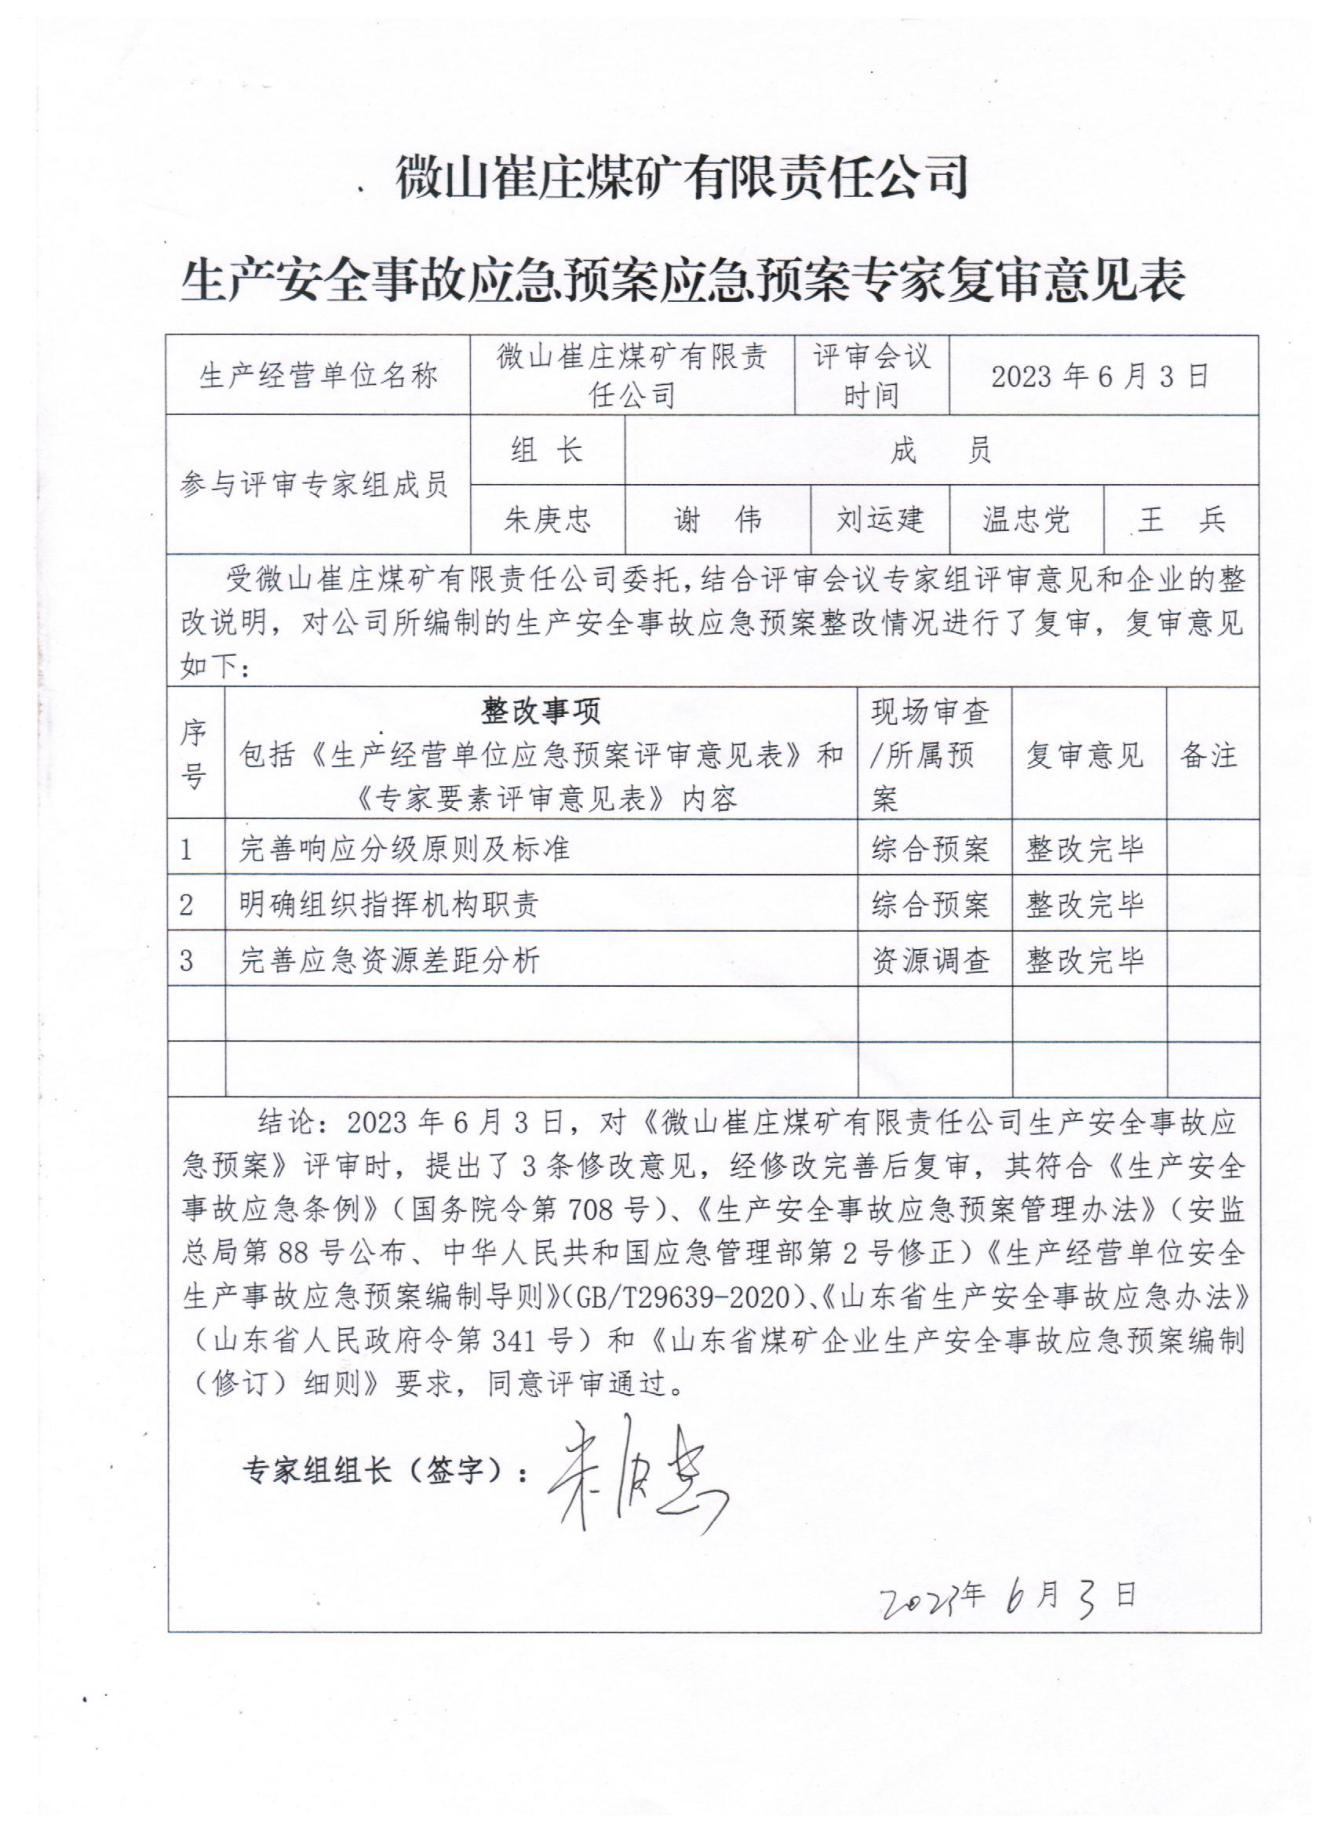 微山崔庄煤矿有限责任公司
生产安全事故应急预案应急预案专家复审意见表
生产经营单位名称
微山崔庄煤矿有限责
任公司
评审会议
时间
2023年6月3日
参与评审专家组成员
组 长
成 员
朱庚忠
谢 伟
刘运建
温忠党
王 兵
受微山崔庄煤矿有限责任公司委托，结合评审会议专家组评审意见和企业的整
改说明，对公司所编制的生产安全事故应急预案整改情况进行了复审，复审意见
如下：
序
号
整改事项
包括《生产经营单位应急预案评审意见表》和
《专家要素评审意见表》内容
现场审查
/所属预
案
复审意见
备注
1 完善响应分级原则及标准 综合预案 整改完毕
2 明确组织指挥机构职责 综合预案 整改完毕
3 完善应急资源差距分析 资源调查 整改完毕
结论：2023年6月3日，对《微山崔庄煤矿有限责任公司生产安全事故应
急预案》评审时，提出了3条修改意见，经修改完善后复审，其符合《生产安全
事故应急条例》（国务院令第708号）、《生产安全事故应急预案管理办法》（安监
总局第88号公布、中华人民共和国应急管理部第2号修正）《生产经营单位安全
生产事故应急预案编制导则》（GB/T29639-2020）、《山东省生产安全事故应急办法》
（山东省人民政府令第341号）和《山东省煤矿企业生产安全事故应急预案编制
（修订）细则》要求，同意评审通过。
专家组组长（签字）：朱庚忠
2023年6月3日